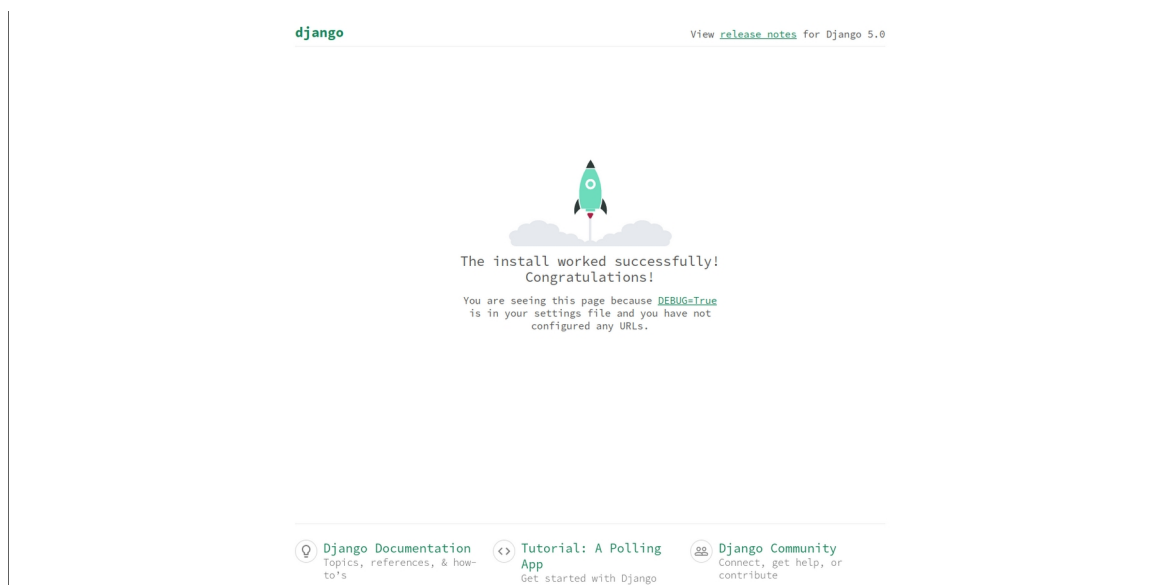 django
View release notes for Django 5.0
The install worked successfully!
Congratulations!
You are seeing this page because DEBUG=True
is in your settings file and you have not
configured any URLs.
Django Documentation
Topics, references, & how-
to's
Tutorial: A Polling
App
Get started with Django
Django Community
Connect, get help, or
contribute